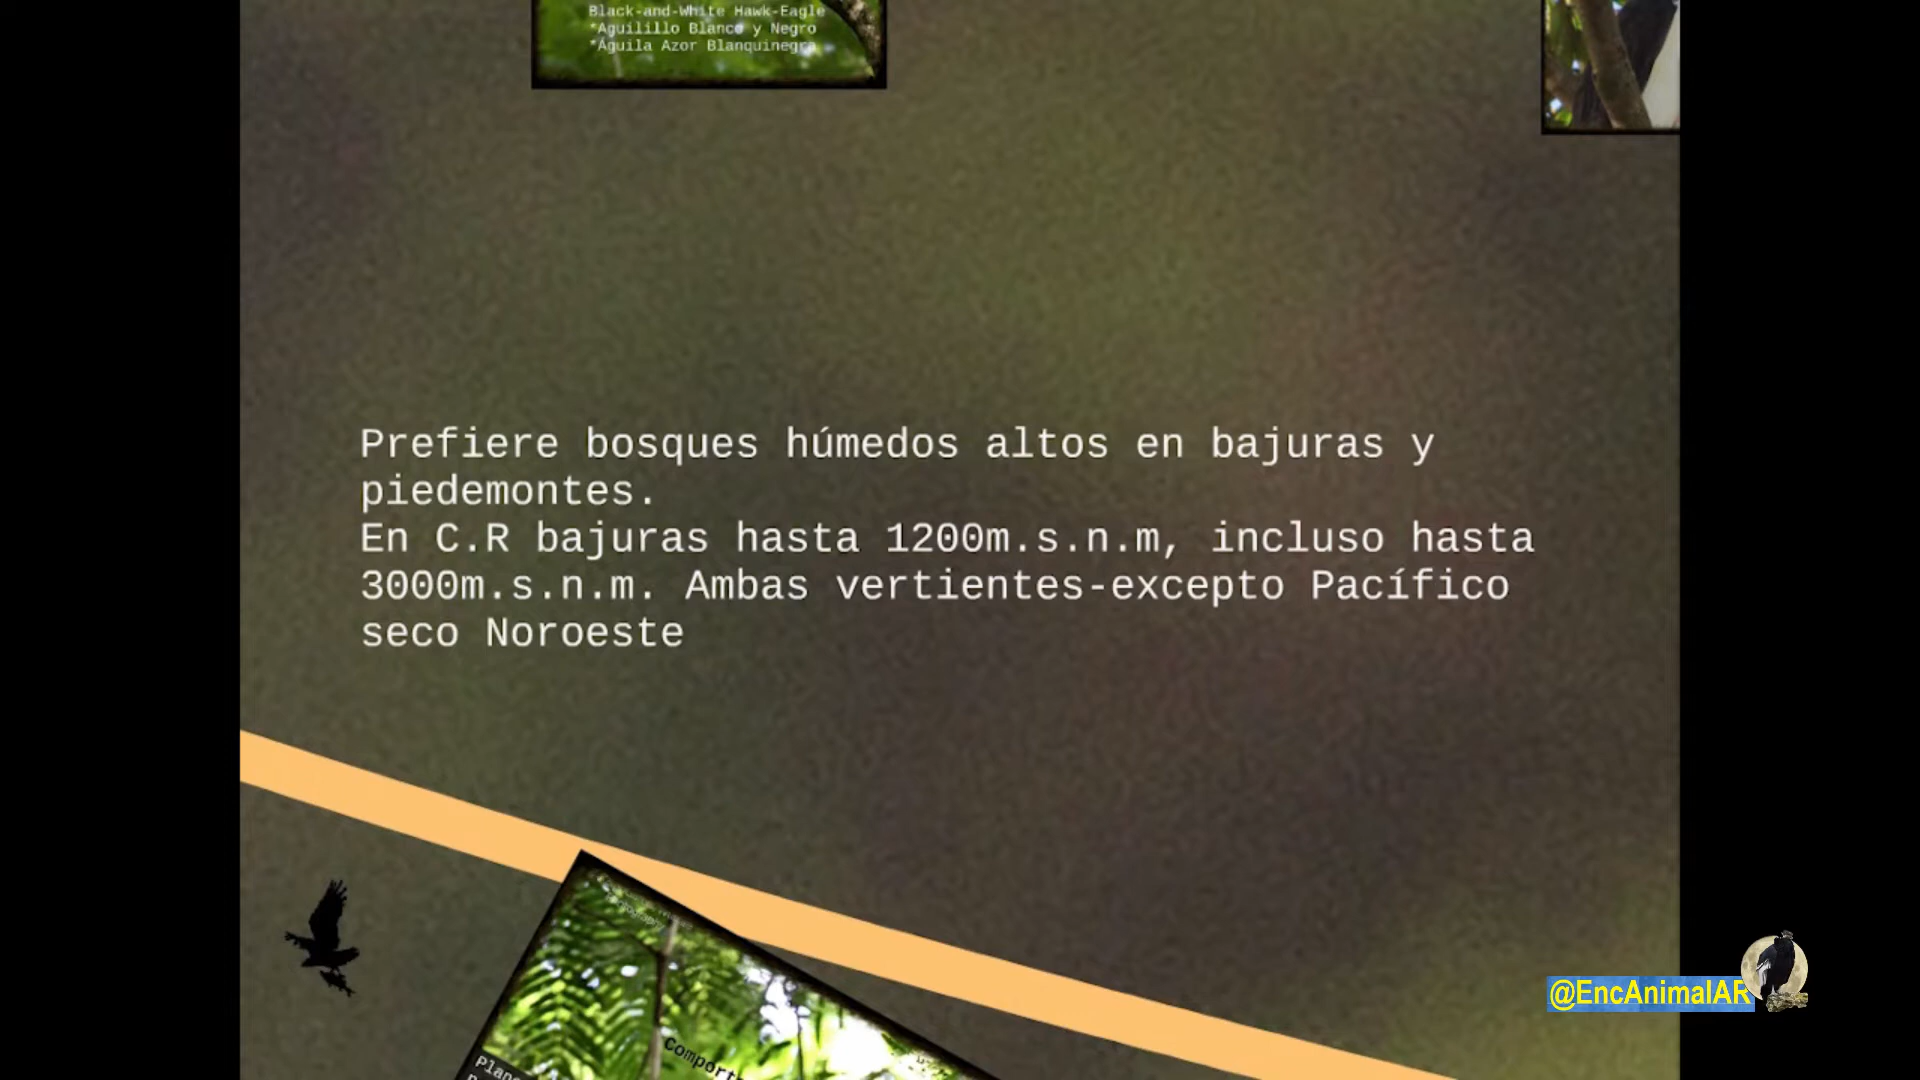 Black-and-White Hawk-Eagle
*Aguilillo Blanco y Negro
*Águila Azor Blanquinegra
Prefiere bosques húmedos altos en bajuras y
piedemontes.
En C.R bajuras hasta 1200m.s.n.m, incluso hasta
3000m.s.n.m. Ambas vertientes-excepto Pacífico
seco Noroeste
@EncAnimalAR